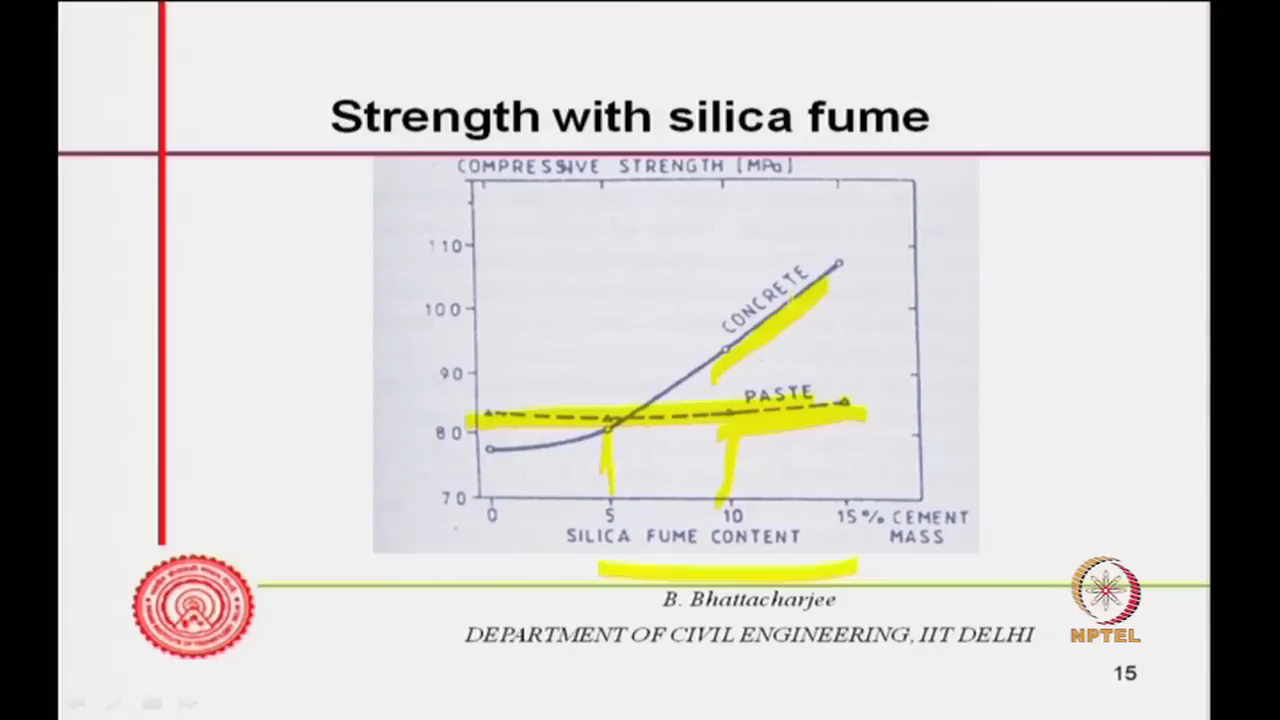 Strength with silica fume
COMPRESSIVE STRENGTH [MPa]
110
100
90
80
70
CONCRETE
PASTE
0 5 10 15% CEMENT
SILICA FUME CONTENT MASS
B. Bhattacharjee
DEPARTMENT OF CIVIL ENGINEERING, IIT DELHI
NPTEL
15